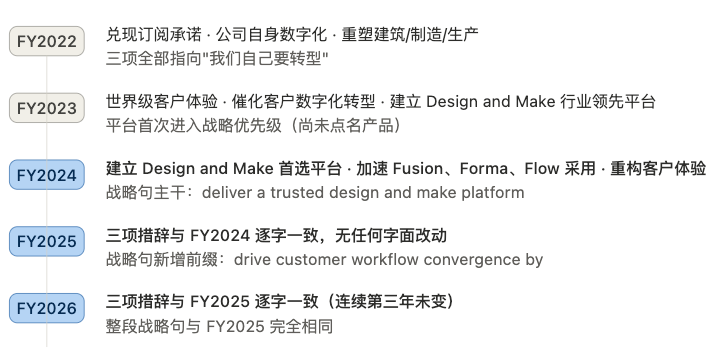 FY2022
兑现订阅承诺 · 公司自身数字化 · 重塑建筑/制造/生产
三项全部指向"我们自己要转型"
FY2023
世界级客户体验 · 催化客户数字化转型 · 建立 Design and Make 行业领先平台
平台首次进入战略优先级（尚未点名产品）
FY2024
建立 Design and Make 首选平台 · 加速 Fusion、Forma、Flow 采用 · 重构客户体验
战略句主干：deliver a trusted design and make platform
FY2025
三项措辞与 FY2024 逐字一致，无任何字面改动
战略句新增前缀：drive customer workflow convergence by
FY2026
三项措辞与 FY2025 逐字一致（连续第三年未变）
整段战略句与 FY2025 完全相同